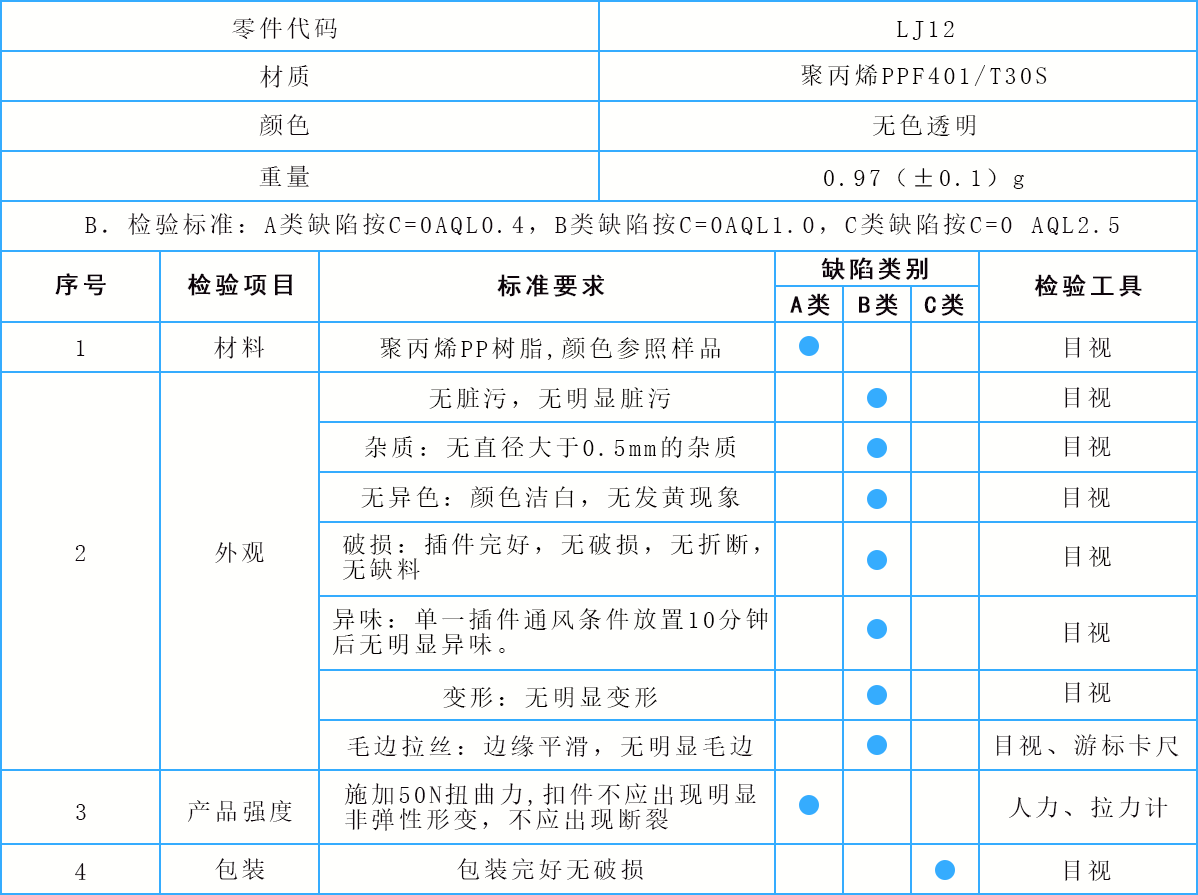 零件代码 LJ12
材质 聚丙烯PPF401/T30S
颜色 无色透明
重量 0.97（±0.1）g
B. 检验标准：A类缺陷按C=0AQL0.4，B类缺陷按C=0AQL1.0，C类缺陷按C=0 AQL2.5
序号 检验项目 标准要求 缺陷类别 检验工具
A类 B类 C类
1 材料 聚丙烯PP树脂,颜色参照样品 目视
2 外观 无脏污，无明显脏污 目视
杂质：无直径大于0.5mm的杂质 目视
无异色：颜色洁白，无发黄现象 目视
破损：插件完好，无破损，无折断，
无缺料 目视
异味：单一插件通风条件放置10分钟
后无明显异味。 目视
变形：无明显变形 目视
毛边拉丝：边缘平滑，无明显毛边 目视、游标卡尺
3 产品强度 施加50N扭曲力,扣件不应出现明显
非弹性形变，不应出现断裂 人力、拉力计
4 包装 包装完好无破损 目视